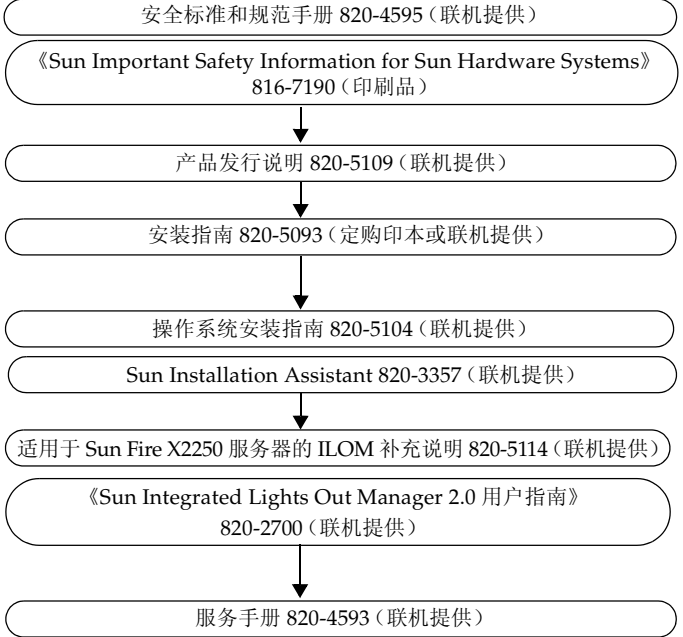 安全标准和规范手册 820-4595（联机提供）
《Sun Important Safety Information for Sun Hardware Systems》
816-7190（印刷品）
产品发行说明 820-5109（联机提供）
安装指南 820-5093（定购印本或联机提供）
操作系统安装指南 820-5104（联机提供）
Sun Installation Assistant 820-3357（联机提供）
适用于 Sun Fire X2250 服务器的 ILOM 补充说明 820-5114（联机提供）
《Sun Integrated Lights Out Manager 2.0 用户指南》
820-2700（联机提供）
服务手册 820-4593（联机提供）